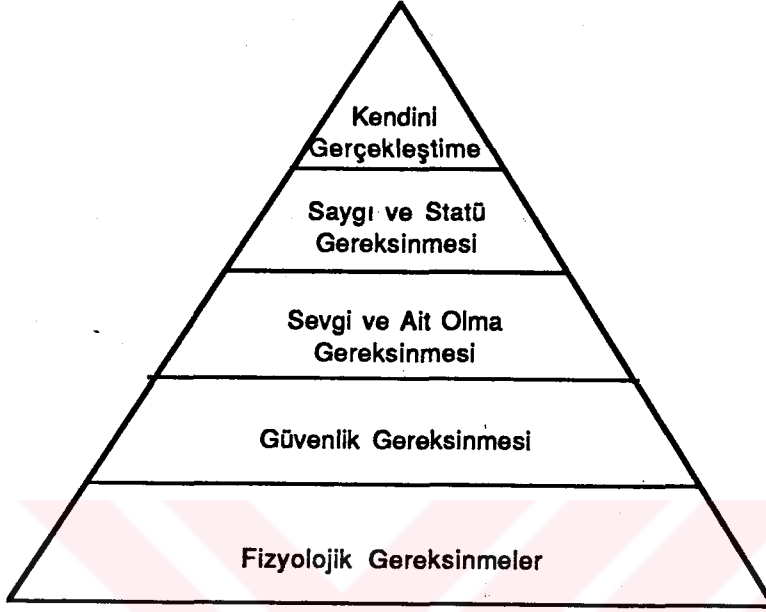 Kendini
Gerçekleştime
Saygı ve Statü
Gereksinmesi
Sevgi ve Ait Olma
Gereksinmesi
Güvenlik Gereksinmesi
Fizyolojik Gereksinmeler